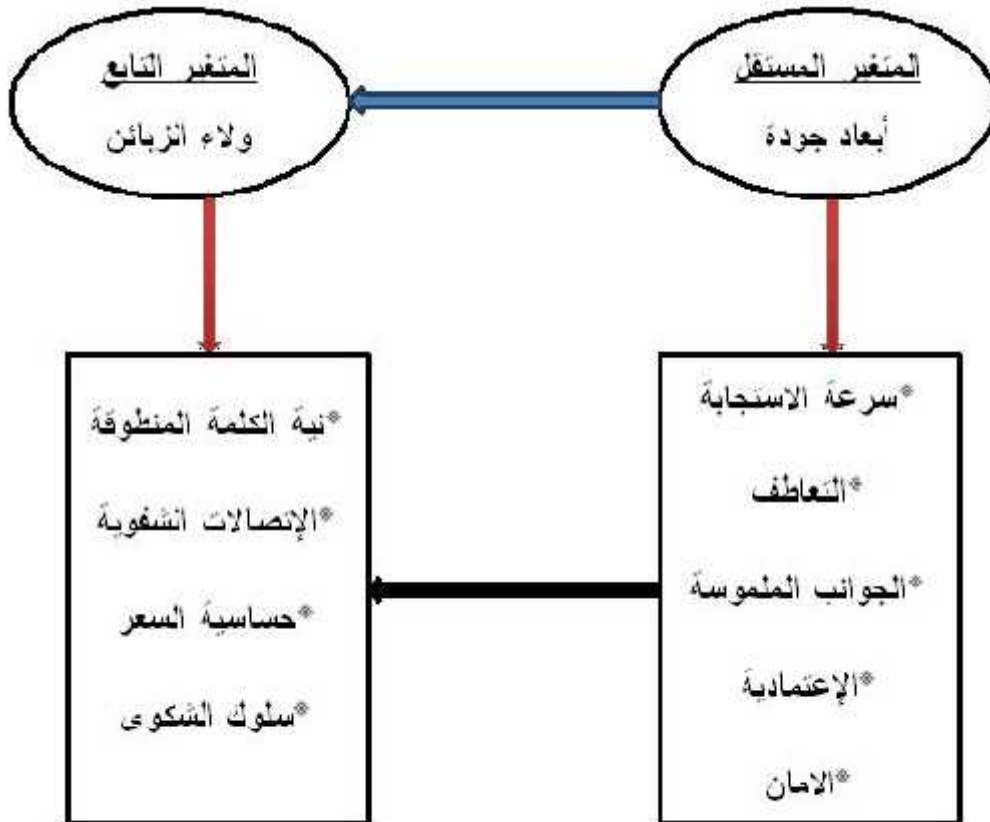 المتغير المستقل
أبعاد جودة
المتغير التابع
ولاء الزبائن
*سرعة الاستجابة
*التعاطف
*الجوانب الملموسة
*الإعتمادية
*الامان
*نية الكلمة المنطوقة
*الإتصالات الشفوية
*حساسية السعر
*سلوك الشكوى